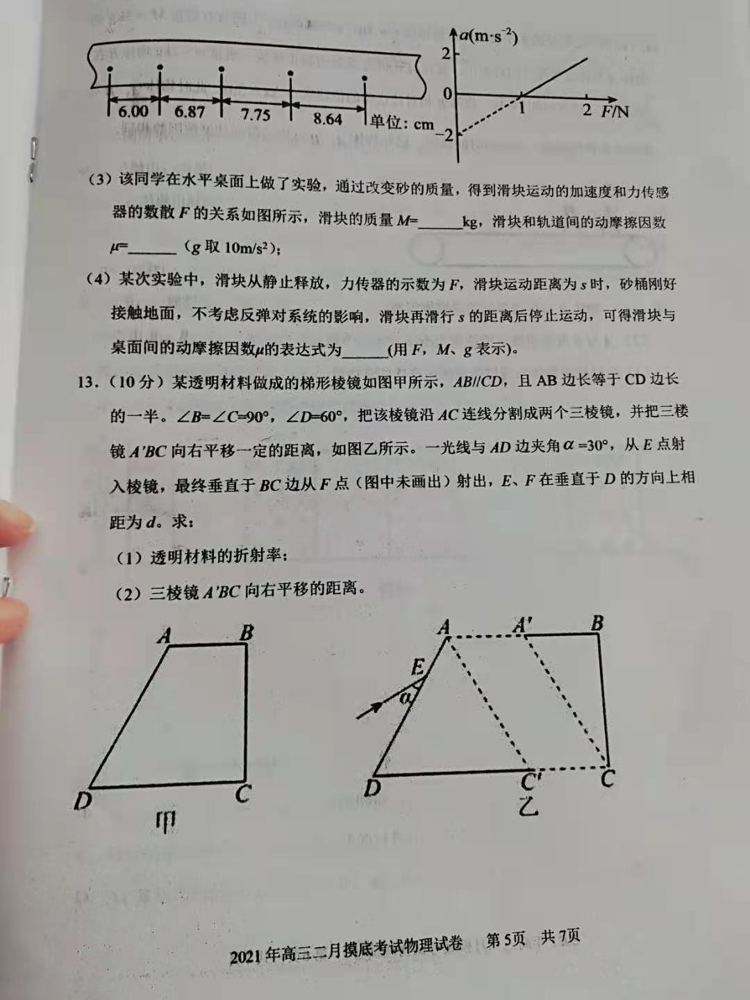 6.00 6.87 7.75 8.64 单位：cm
a(m·s⁻²)
2
0
-2
1
2 F/N
（3）该同学在水平桌面上做了实验，通过改变砂的质量，得到滑块运动的加速度和力传感
器的数散 F 的关系如图所示，滑块的质量 M=______kg，滑块和轨道间的动摩擦因数
μ=______（g 取 10m/s²）；
（4）某次实验中，滑块从静止释放，力传器的示数为 F，滑块运动距离为 s 时，砂桶刚好
接触地面，不考虑反弹对系统的影响，滑块再滑行 s 的距离后停止运动，可得滑块与
桌面间的动摩擦因数μ的表达式为______(用 F，M、g 表示)。
13.（10 分）某透明材料做成的梯形棱镜如图甲所示，AB//CD，且 AB 边长等于 CD 边长
的一半。∠B=∠C=90°，∠D=60°，把该棱镜沿 AC 连线分割成两个三棱镜，并把三楼
镜 A'BC 向右平移一定的距离，如图乙所示。一光线与 AD 边夹角 α =30°，从 E 点射
入棱镜，最终垂直于 BC 边从 F 点（图中未画出）射出，E、F 在垂直于 D 的方向上相
距为 d。求：
（1）透明材料的折射率；
（2）三棱镜 A'BC 向右平移的距离。
A B
D C
甲
A A' B
E
α
D C' C
乙
2021 年高三二月摸底考试物理试卷 第 5页 共 7页